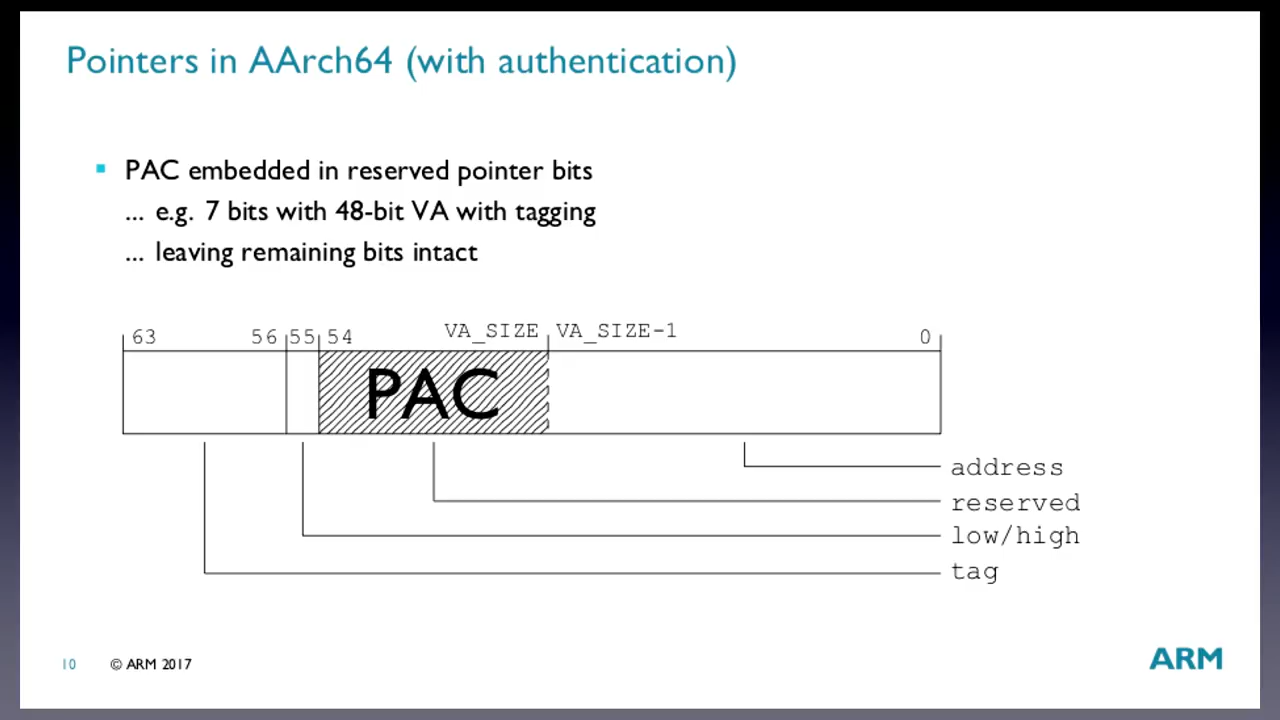 Pointers in AArch64 (with authentication)
PAC embedded in reserved pointer bits
... e.g. 7 bits with 48-bit VA with tagging
... leaving remaining bits intact
63 56 55 54 VA_SIZE VA_SIZE-1 0
PAC
address
reserved
low/high
tag
10 © ARM 2017 ARM